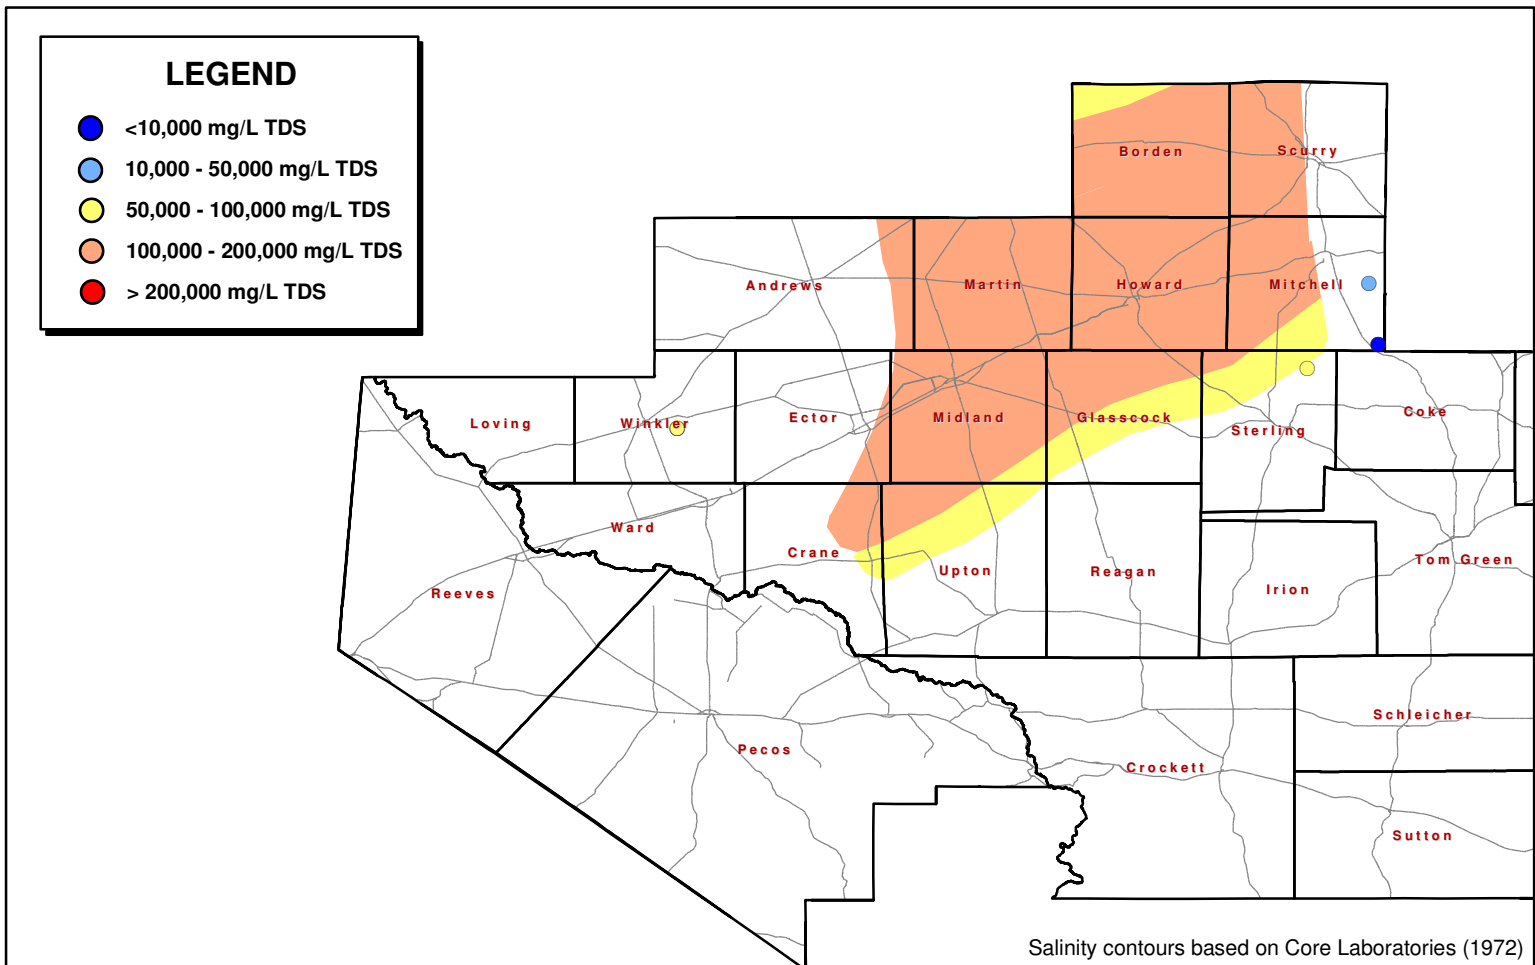 LEGEND
<10,000 mg/L TDS
10,000 - 50,000 mg/L TDS
50,000 - 100,000 mg/L TDS
100,000 - 200,000 mg/L TDS
> 200,000 mg/L TDS
Borden
Scurry
Andrews
Martin
Howard
Mitchell
Loving
Winkler
Ector
Midland
Glasscock
Sterling
Coke
Ward
Crane
Upton
Reagan
Irion
Tom Green
Reeves
Pecos
Crockett
Schleicher
Sutton
Salinity contours based on Core Laboratories (1972)